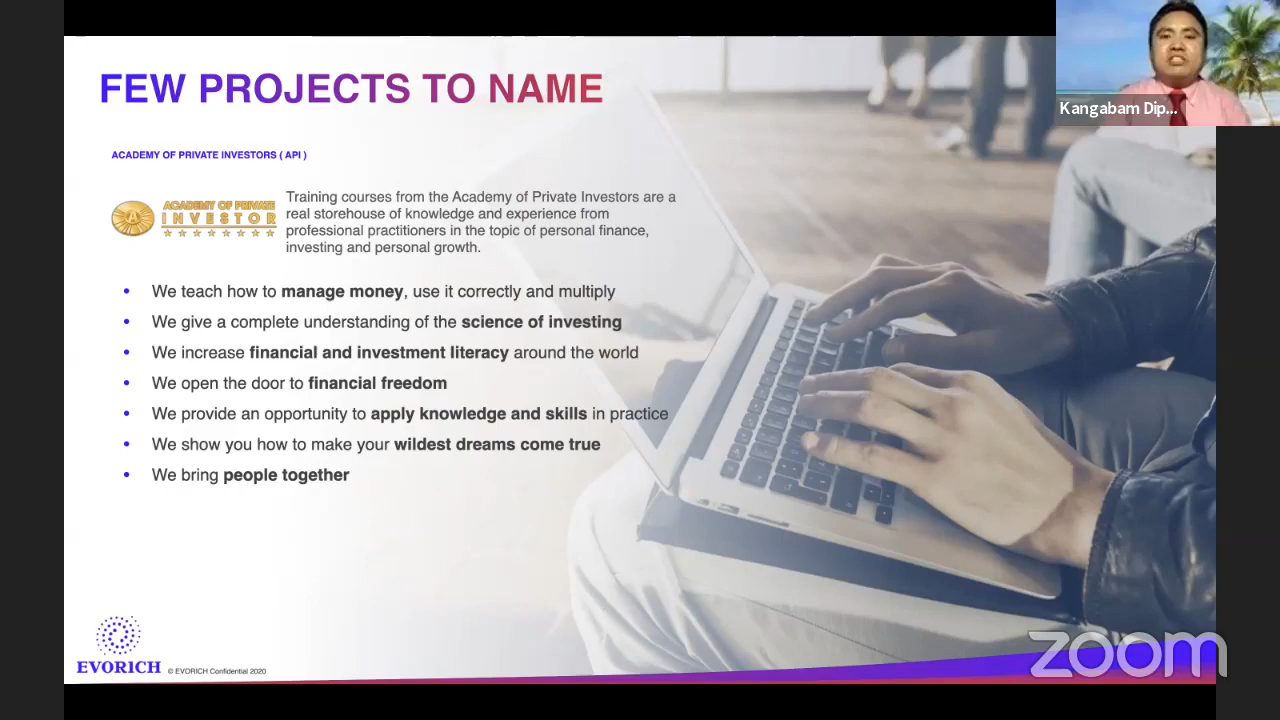 FEW PROJECTS TO NAME
Kangabam Dip...
ACADEMY OF PRIVATE INVESTORS ( API )
ACADEMY OF PRIVATE
INVESTOR
A
Training courses from the Academy of Private Investors are a
real storehouse of knowledge and experience from
professional practitioners in the topic of personal finance,
investing and personal growth.
• We teach how to manage money, use it correctly and multiply
• We give a complete understanding of the science of investing
• We increase financial and investment literacy around the world
• We open the door to financial freedom
• We provide an opportunity to apply knowledge and skills in practice
• We show you how to make your wildest dreams come true
• We bring people together
EVORICH
© EVORICH Confidential 2020
zoom